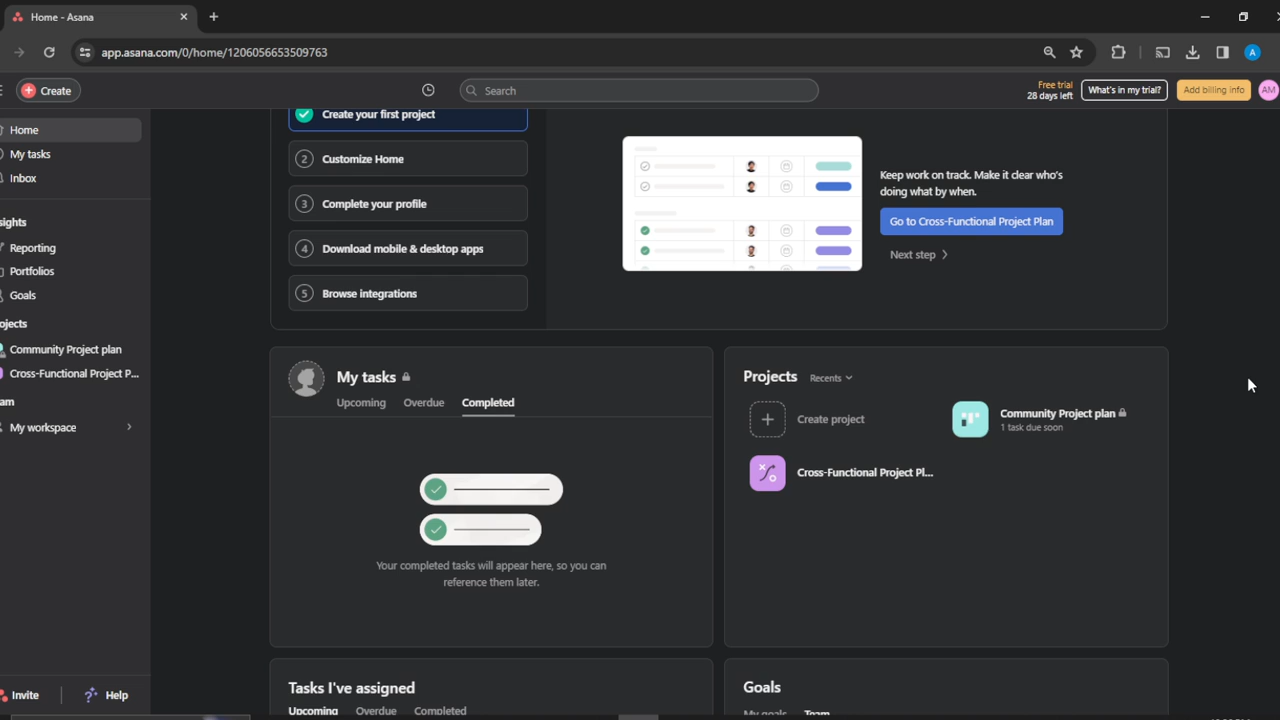 Home - Asana
app.asana.com/0/home/1206056653509763
A
Create
Search
Free trial
28 days left
What's in my trial?
Add billing info
AM
Home
My tasks
Inbox
sights
Reporting
Portfolios
Goals
ojects
Community Project plan
Cross-Functional Project P...
am
My workspace
Invite
Help
Create your first project
2 Customize Home
3 Complete your profile
4 Download mobile & desktop apps
5 Browse integrations
Keep work on track. Make it clear who's
doing what by when.
Go to Cross-Functional Project Plan
Next step
My tasks
Upcoming Overdue Completed
Your completed tasks will appear here, so you can
reference them later.
Projects Recents
Create project
Community Project plan
1 task due soon
Cross-Functional Project Pl...
Tasks I've assigned
Upcoming Overdue Completed
Goals
My goals Team